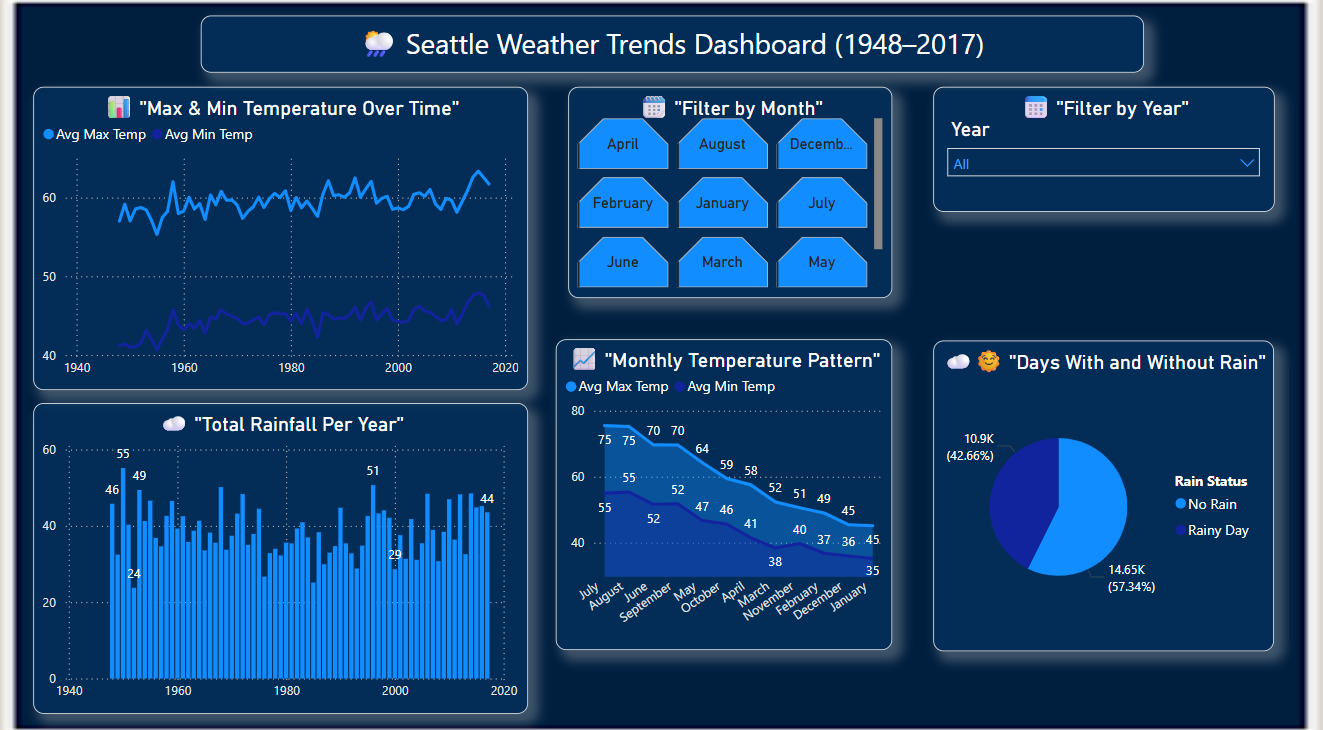 Seattle Weather Trends Dashboard (1948–2017)
"Max & Min Temperature Over Time"
Avg Max Temp Avg Min Temp
60
50
40
1940 1960 1980 2000 2020
"Filter by Month"
April August Decemb...
February January July
June March May
"Filter by Year"
Year
All
"Total Rainfall Per Year"
60
40
20
0
46 55 49 24 51 29 44
1940 1960 1980 2000 2020
"Monthly Temperature Pattern"
Avg Max Temp Avg Min Temp
80
60
40
75 75 70 70 64 59 58 52 51 49 45 45
55 55 52 52 47 46 41 38 40 37 36 35
July August June September May October April March November February December January
"Days With and Without Rain"
10.9K
(42.66%)
14.65K
(57.34%)
Rain Status
No Rain
Rainy Day